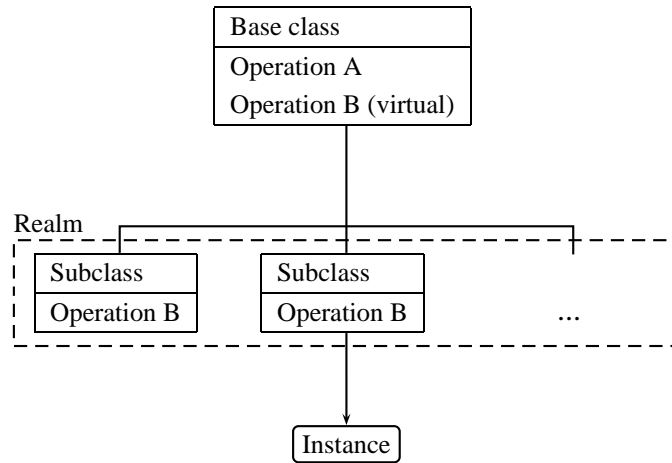 Base class
Operation A
Operation B (virtual)
Realm
Subclass
Operation B
Subclass
Operation B
...
Instance